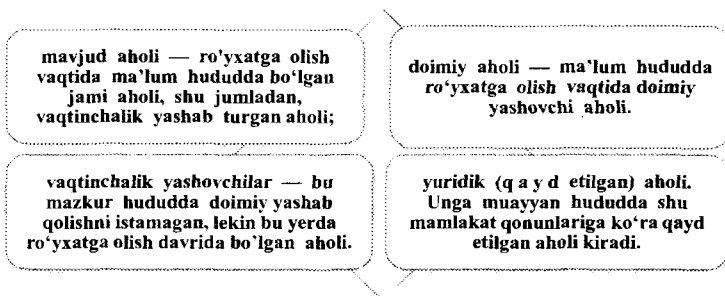 mavjud aholi — ro'yxatga olish
vaqtida ma’lum hududda bo‘lgan
jami aholi, shu jumladan,
vaqtinchalik yashab turgan aholi;
doimiy aholi — ma’lum hududda
ro‘yxatga olish vaqtida doimiy
yashovchi aholi.
vaqtinchalik yashovchilar — bu
mazkur hududda doimiy yashab
qolishni istamagan, lekin bu yerda
ro‘yxatga olish davrida bo‘lgan aholi.
yuridik (q a y d etilgan) aholi.
Unga muayyan hududda shu
mamlakat qonunlariga ko‘ra qayd
etilgan aholi kiradi.